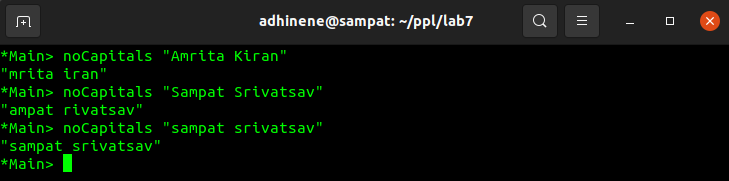 adhinene@sampat: ~/ppl/lab7
*Main> noCapitals "Amrita Kiran"
"mrita iran"
*Main> noCapitals "Sampat Srivatsav"
"ampat rivatsav"
*Main> noCapitals "sampat srivatsav"
"sampat srivatsav"
*Main>